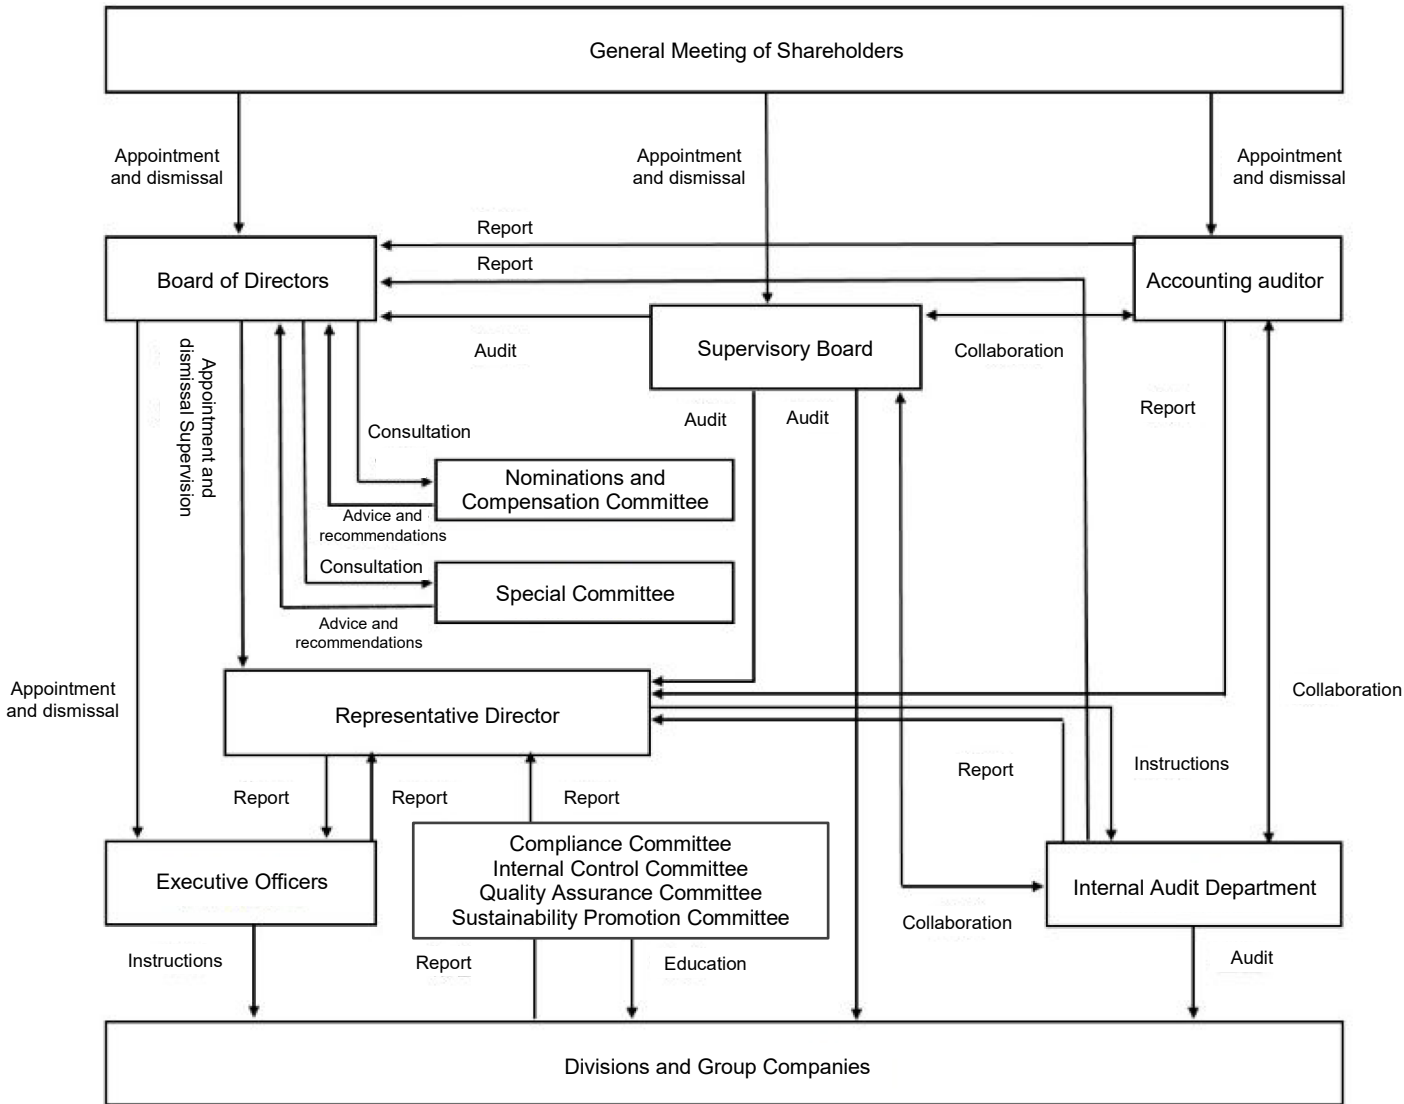 General Meeting of Shareholders
Appointment
and dismissal
Appointment
and dismissal
Appointment
and dismissal
Report
Board of Directors
Report
Accounting auditor
Audit
Supervisory Board
Collaboration
Appointment and
dismissal Supervision
Audit
Audit
Report
Consultation
Nominations and
Compensation Committee
Advice and
recommendations
Consultation
Special Committee
Advice and
recommendations
Appointment
and dismissal
Representative Director
Collaboration
Report
Report
Report
Report
Instructions
Executive Officers
Compliance Committee
Internal Control Committee
Quality Assurance Committee
Sustainability Promotion Committee
Internal Audit Department
Collaboration
Instructions
Report
Education
Audit
Divisions and Group Companies